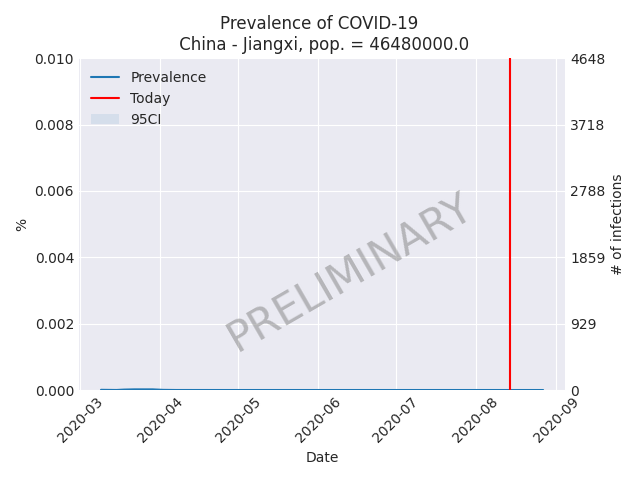 Prevalence of COVID-19
China - Jiangxi, pop. = 46480000.0
0.010
0.008
0.006
0.004
0.002
0.000
%
Prevalence
Today
95CI
PRELIMINARY
4648
3718
2788
1859
929
0
# of infections
2020-03
2020-04
2020-05
2020-06
2020-07
2020-08
2020-09
Date